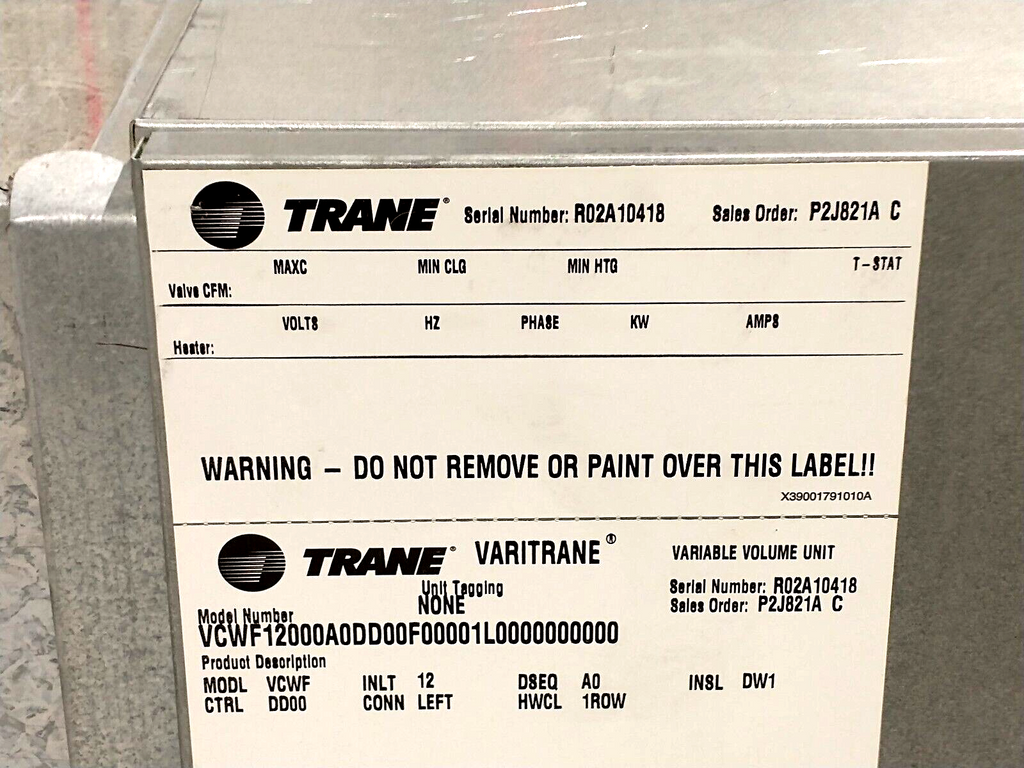 TRANE® Serial Number: R02A10418 Sales Order: P2J821A C
MAXC MIN CLG MIN HTG T-STAT
Valve CFM:
VOLTS HZ PHASE KW AMPS
Heater:
WARNING – DO NOT REMOVE OR PAINT OVER THIS LABEL!!
X39001791010A
TRANE® VARITRANE® VARIABLE VOLUME UNIT
Unit Tagging Serial Number: R02A10418
NONE Sales Order: P2J821A C
Model Number
VCWF12000A0DD00F00001L0000000000
Product Description
MODL VCWF INLT 12 DSEQ A0 INSL DW1
CTRL DD00 CONN LEFT HWCL 1ROW